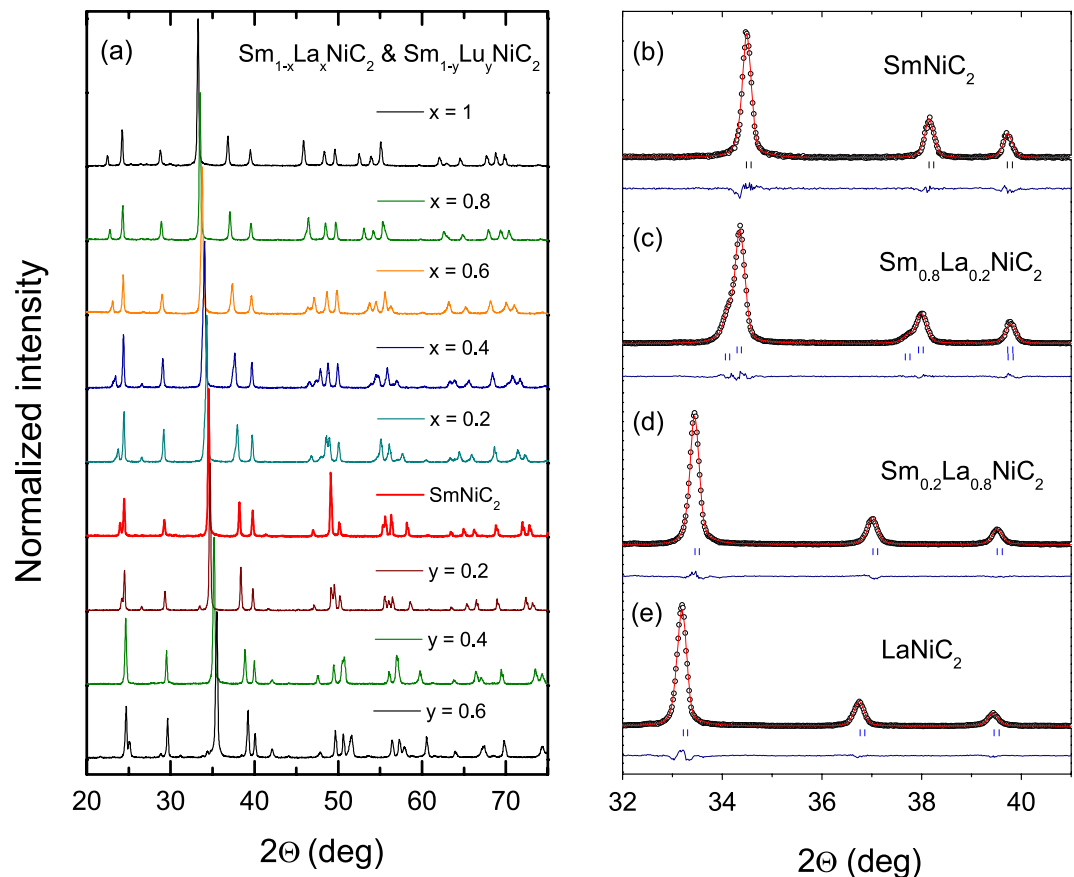 (a)
Sm1-xLaxNiC2 & Sm1-yLuyNiC2
x = 1
x = 0.8
x = 0.6
x = 0.4
x = 0.2
SmNiC2
y = 0.2
y = 0.4
y = 0.6
Normalized intensity
20 30 40 50 60 70
2Θ (deg)
(b)
SmNiC2
(c)
Sm0.8La0.2NiC2
(d)
Sm0.2La0.8NiC2
(e)
LaNiC2
32 34 36 38 40
2Θ (deg)